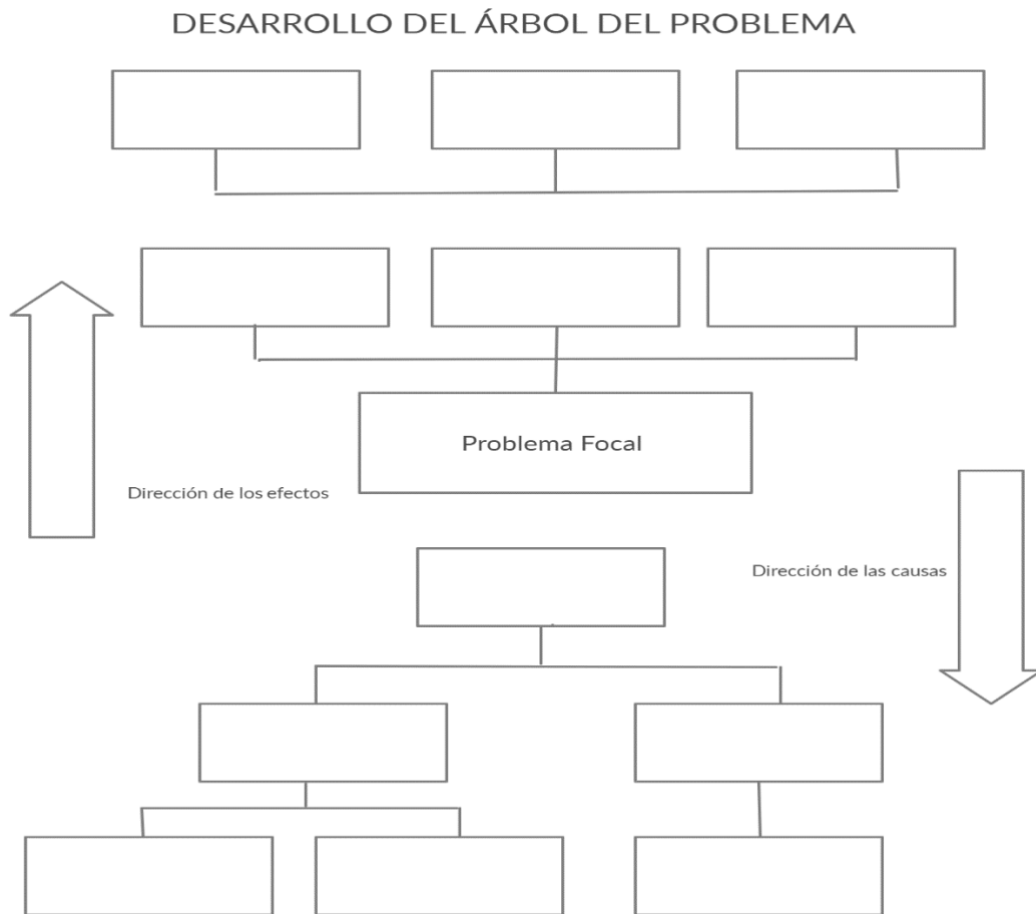 DESARROLLO DEL ÁRBOL DEL PROBLEMA
Problema Focal
Dirección de los efectos
Dirección de las causas